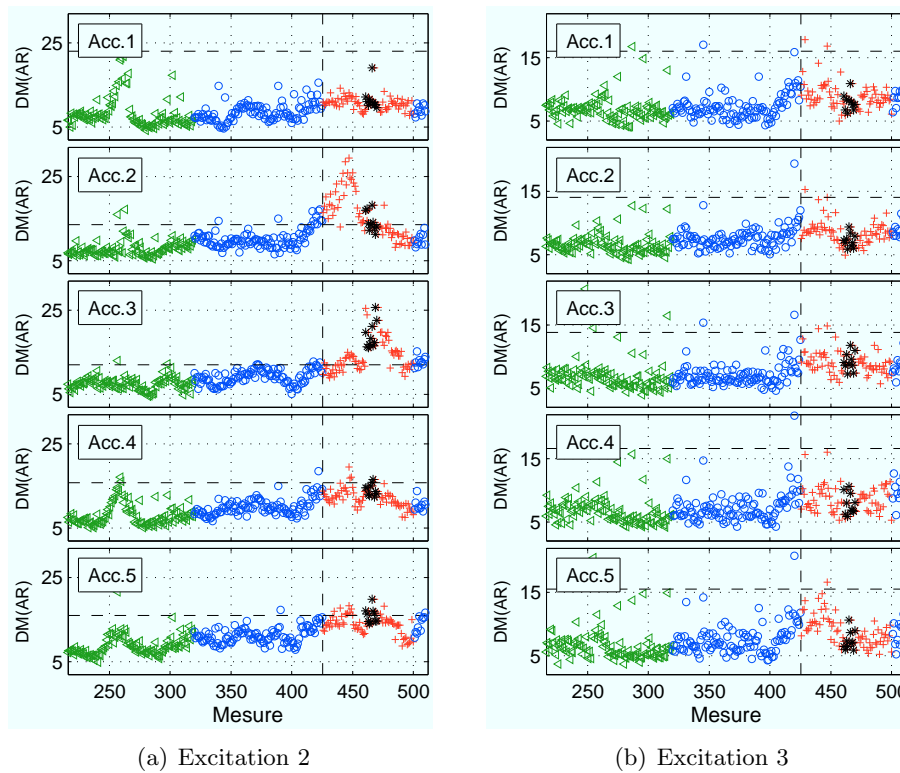 DM(AR) 25 5 Acc.1
DM(AR) 25 5 Acc.2
DM(AR) 25 5 Acc.3
DM(AR) 25 5 Acc.4
DM(AR) 25 5 Acc.5
250 300 350 400 450 500
Mesure
(a) Excitation 2
DM(AR) 15 5 Acc.1
DM(AR) 15 5 Acc.2
DM(AR) 15 5 Acc.3
DM(AR) 15 5 Acc.4
DM(AR) 15 5 Acc.5
250 300 350 400 450 500
Mesure
(b) Excitation 3